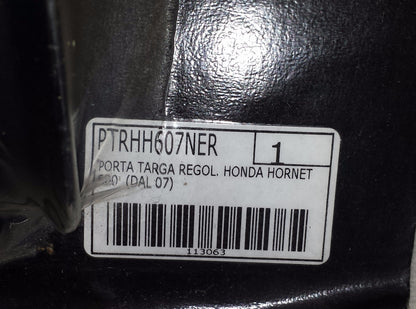 PTRHH607NER
1
PORTA TARGA REGOL. HONDA HORNET
(DAL 07)
113063